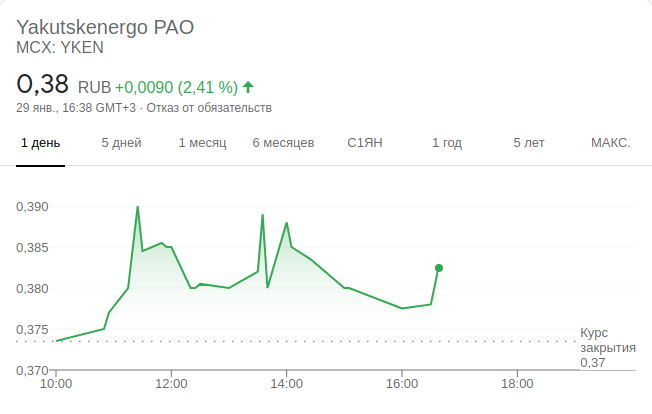 Yakutskenergo PAO
MCX: YKEN
0,38 RUB +0,0090 (2,41 %)
29 янв., 16:38 GMT+3 · Отказ от обязательств
1 день 5 дней 1 месяц 6 месяцев С1ЯН 1 год 5 лет МАКС.
0,390
0,385
0,380
0,375
0,370
Курс
закрытия
0,37
10:00 12:00 14:00 16:00 18:00